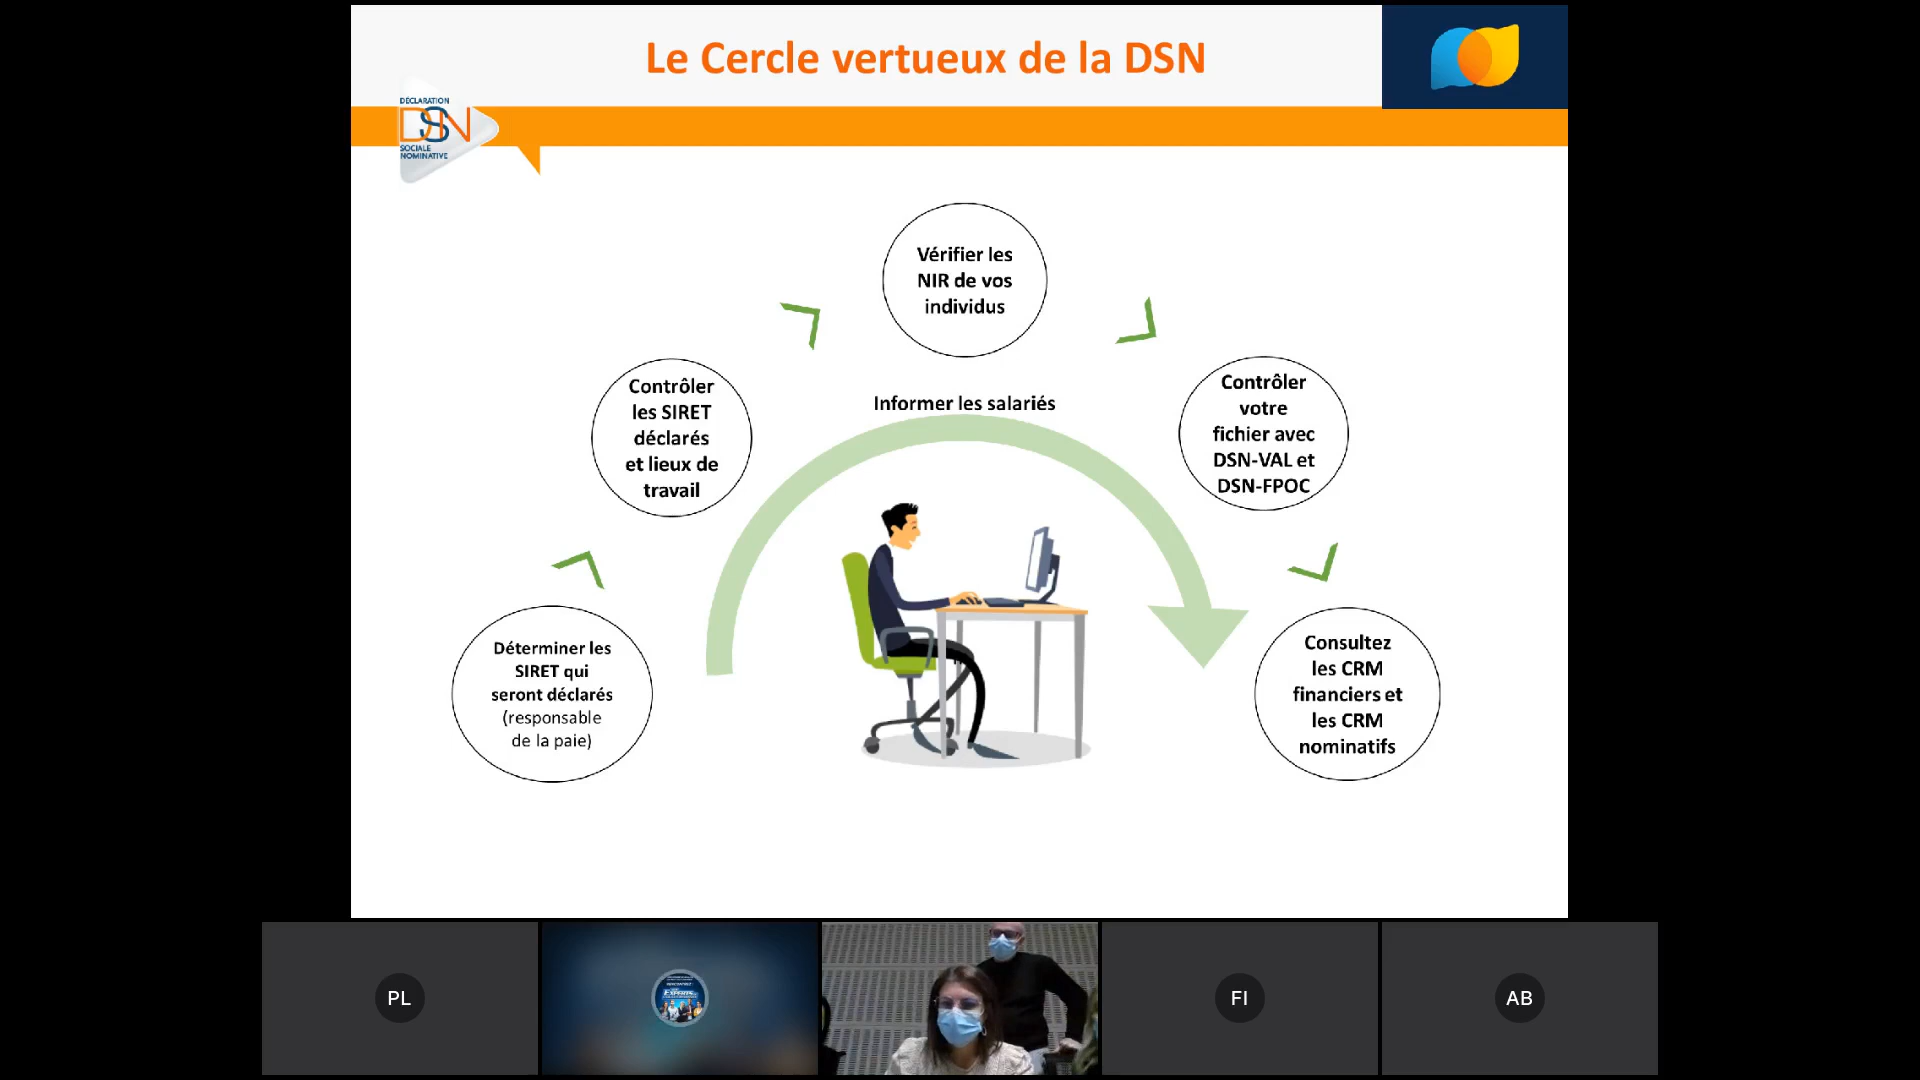 Le Cercle vertueux de la DSN
DÉCLARATION
DSN
SOCIALE
NOMINATIVE
Vérifier les
NIR de vos
individus
Contrôler
les SIRET
déclarés
et lieux de
travail
Informer les salariés
Contrôler
votre
fichier avec
DSN-VAL et
DSN-FPOC
Déterminer les
SIRET qui
seront déclarés
(responsable
de la paie)
Consultez
les CRM
financiers et
les CRM
nominatifs
PL
FI
AB